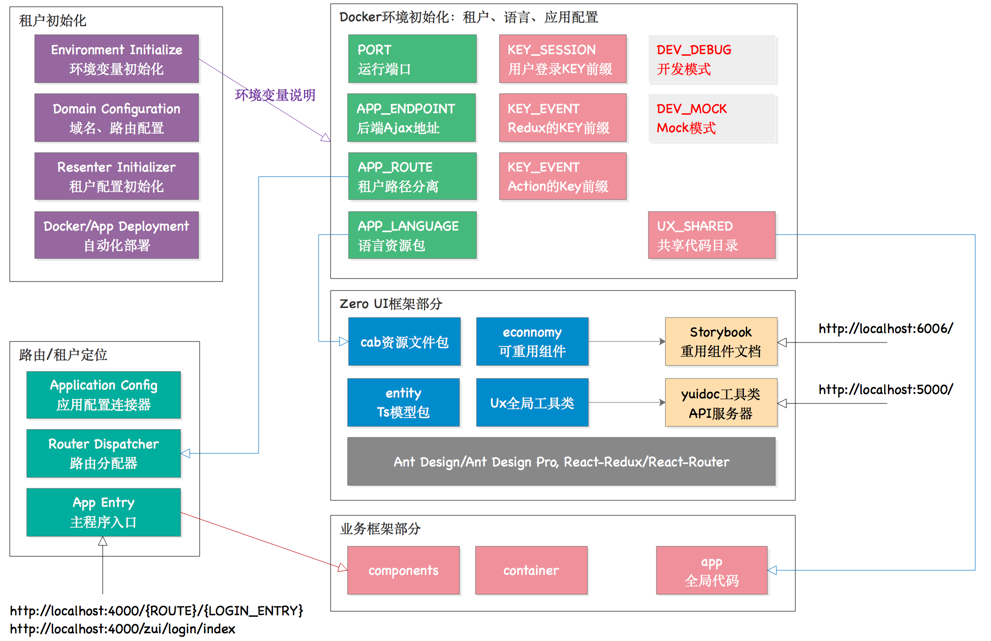 租户初始化
Environment Initialize
环境变量初始化
Domain Configuration
域名、路由配置
Resenter Initializer
租户配置初始化
Docker/App Deployment
自动化部署
环境变量说明
Docker环境初始化：租户、语言、应用配置
PORT
运行端口
KEY_SESSION
用户登录KEY前缀
DEV_DEBUG
开发模式
APP_ENDPOINT
后端Ajax地址
KEY_EVENT
Redux的KEY前缀
DEV_MOCK
Mock模式
APP_ROUTE
租户路径分离
KEY_EVENT
Action的Key前缀
APP_LANGUAGE
语言资源包
UX_SHARED
共享代码目录
Zero UI框架部分
cab资源文件包
econnomy
可重用组件
Storybook
重用组件文档
http://localhost:6006/
entity
Ts模型包
Ux全局工具类
yuidoc工具类
API服务器
http://localhost:5000/
Ant Design/Ant Design Pro, React-Redux/React-Router
路由/租户定位
Application Config
应用配置连接器
Router Dispatcher
路由分配器
App Entry
主程序入口
业务框架部分
components
container
app
全局代码
http://localhost:4000/{ROUTE}/{LOGIN_ENTRY}
http://localhost:4000/zui/login/index